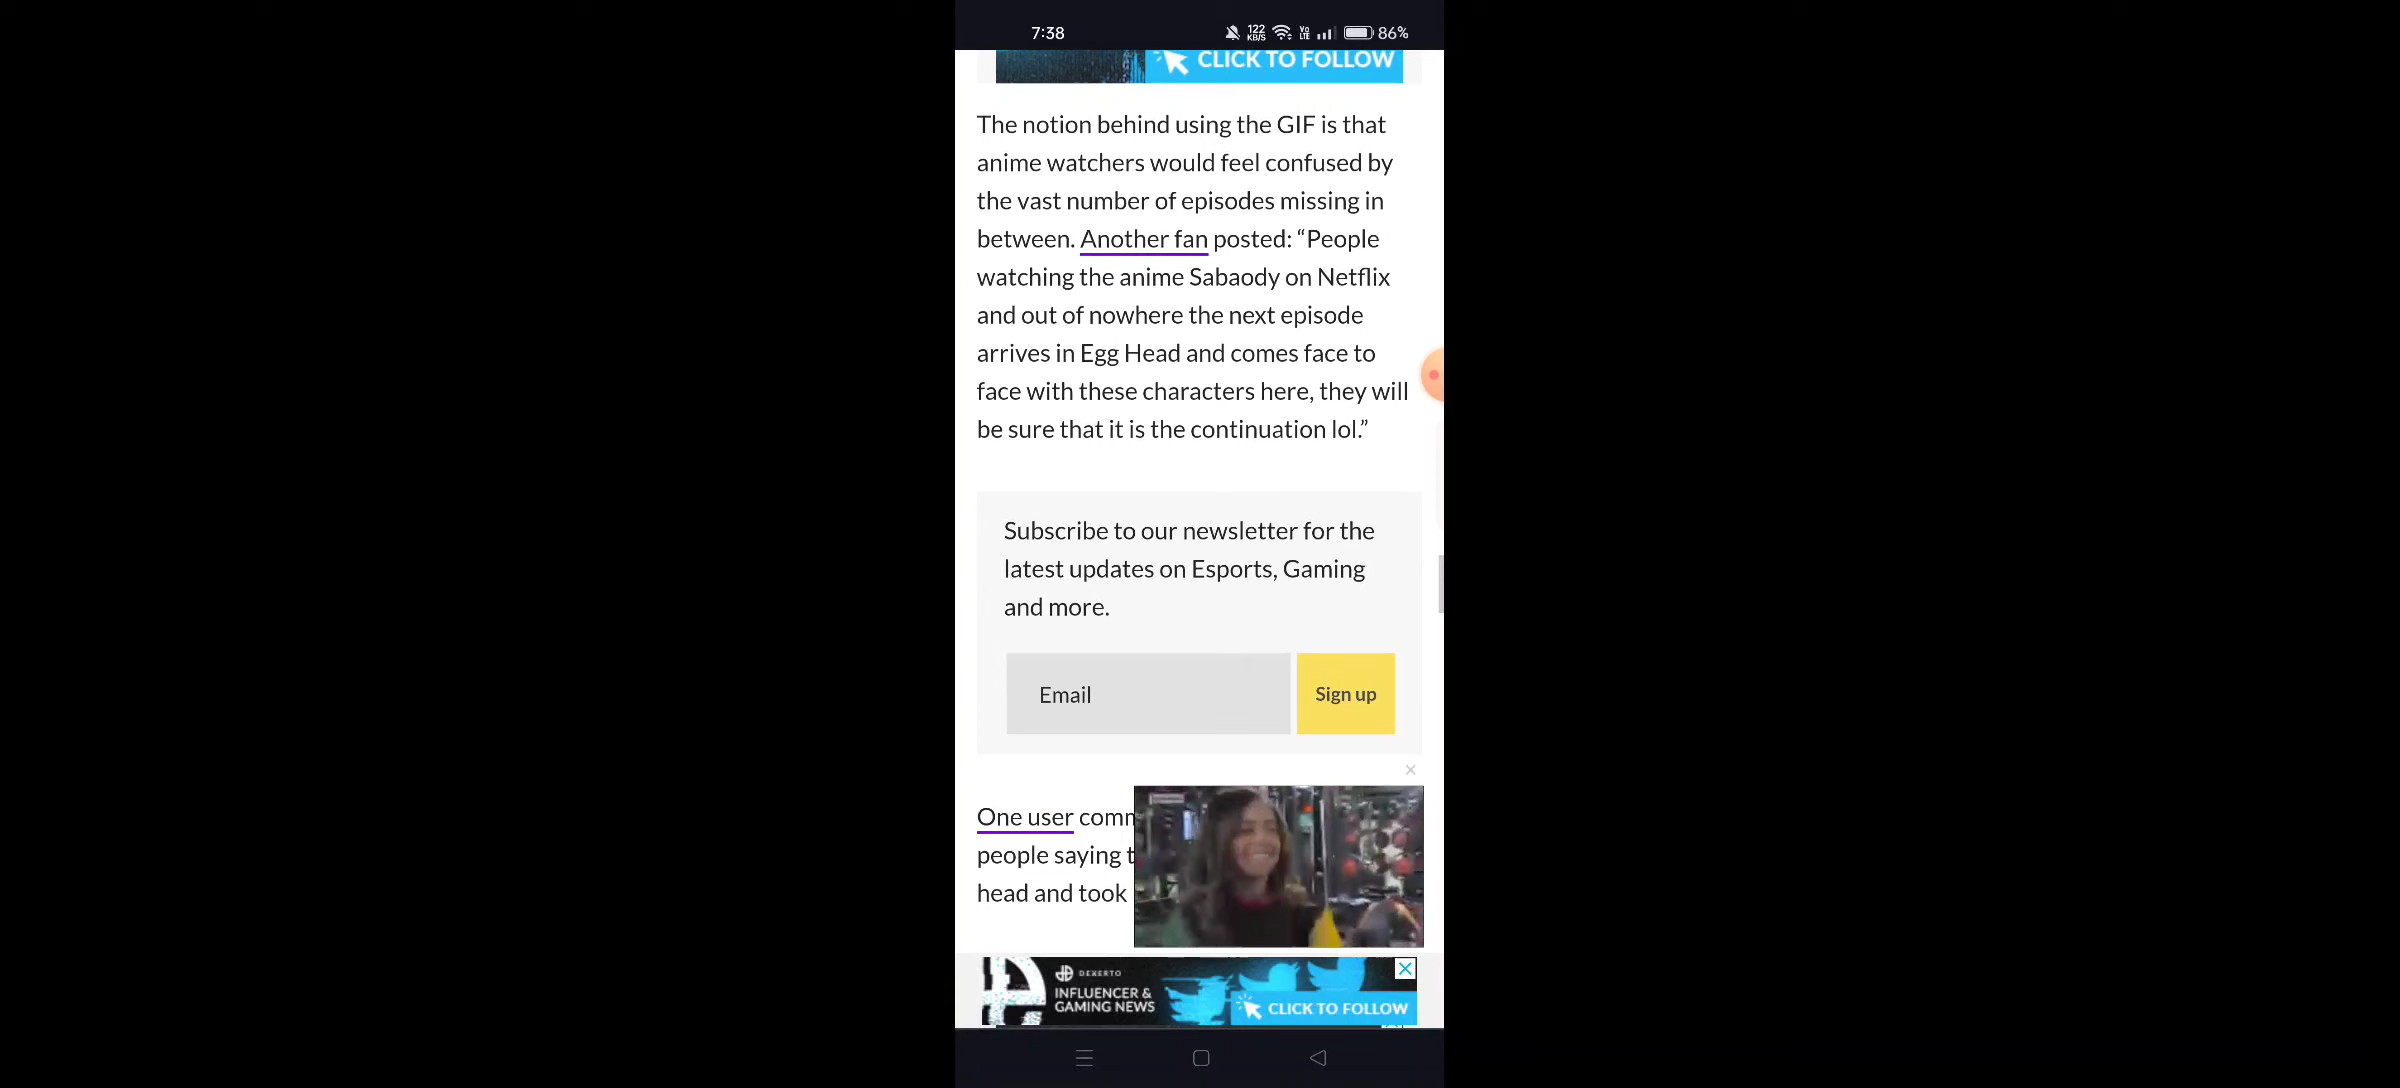 7:38
122 KB/S Vo LTE 86%
CLICK TO FOLLOW
The notion behind using the GIF is that
anime watchers would feel confused by
the vast number of episodes missing in
between. Another fan posted: “People
watching the anime Sabaody on Netflix
and out of nowhere the next episode
arrives in Egg Head and comes face to
face with these characters here, they will
be sure that it is the continuation lol.”
Subscribe to our newsletter for the
latest updates on Esports, Gaming
and more.
Email
Sign up
One user comm
people saying t
head and took
DEXERTO
INFLUENCER &
GAMING NEWS
CLICK TO FOLLOW